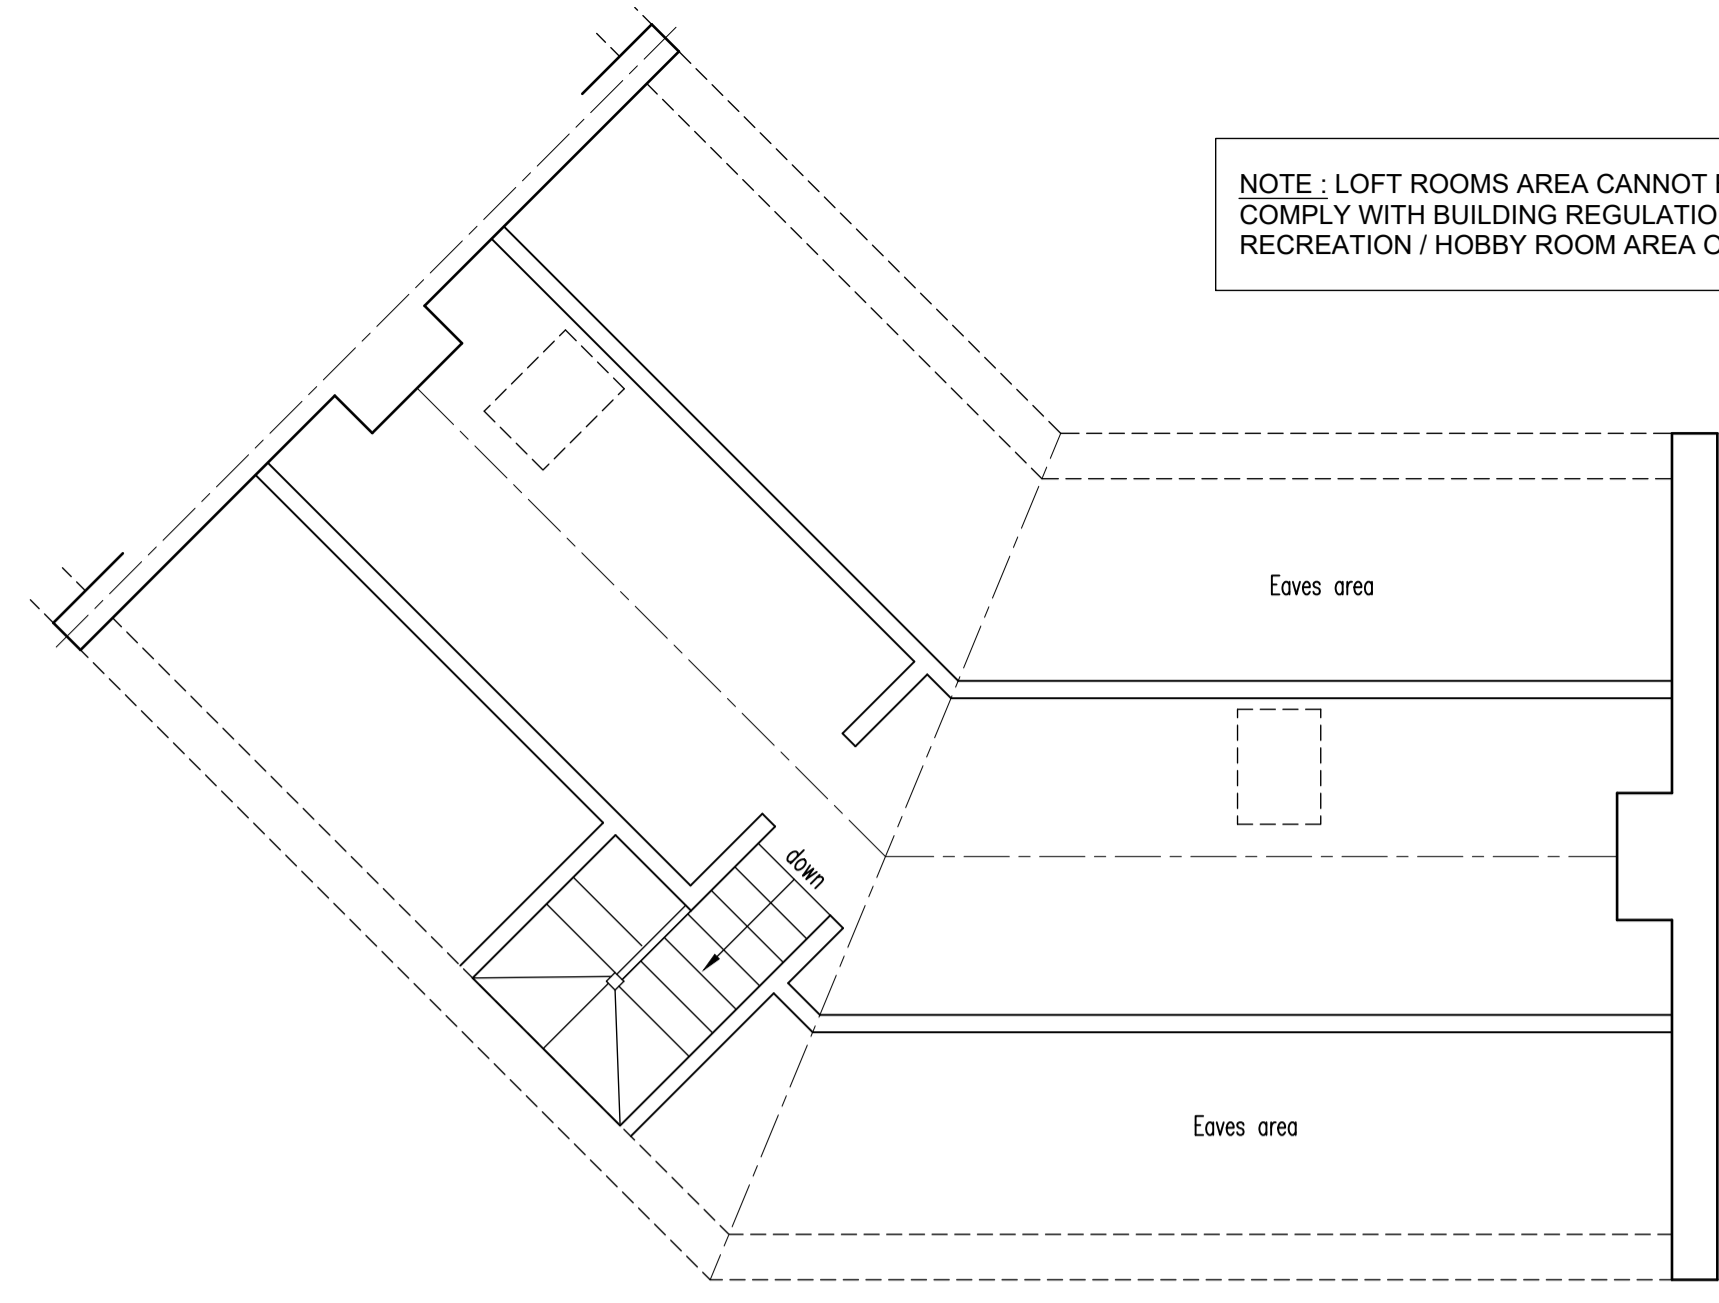 NOTE : LOFT ROOMS AREA CANNOT
COMPLY WITH BUILDING REGULATIO
RECREATION / HOBBY ROOM AREA
Eaves area
down
Eaves area